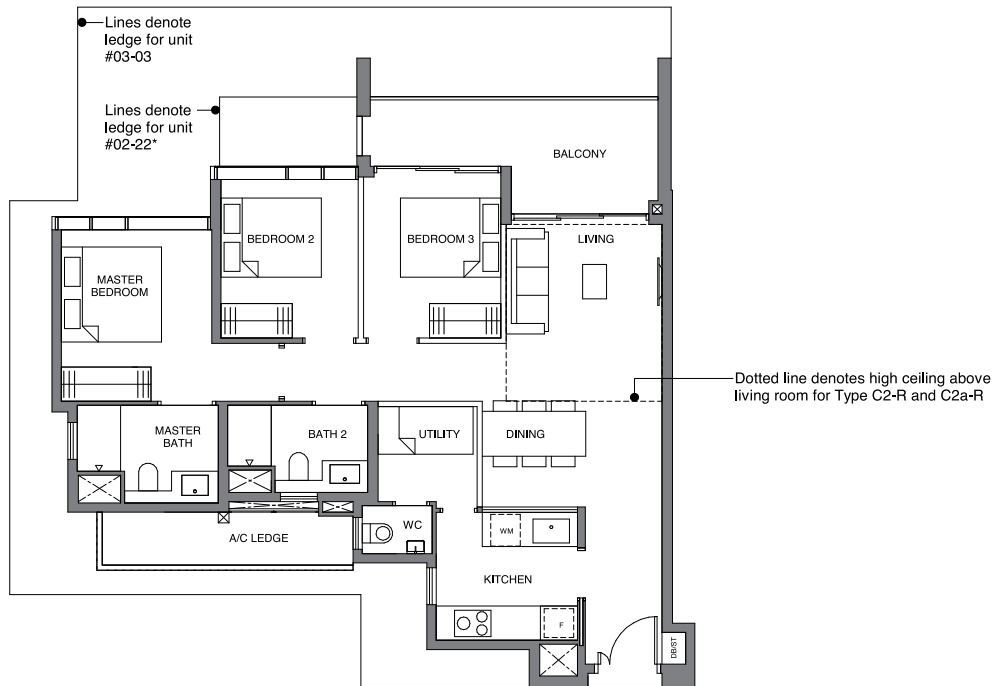 Lines denote
ledge for unit
#03-03
Lines denote
ledge for unit
#02-22*
BALCONY
BEDROOM 2
BEDROOM 3
LIVING
MASTER
BEDROOM
Dotted line denotes high ceiling above
living room for Type C2-R and C2a-R
MASTER
BATH
BATH 2
UTILITY
DINING
A/C LEDGE
WC
WM
KITCHEN
F
DB/ST